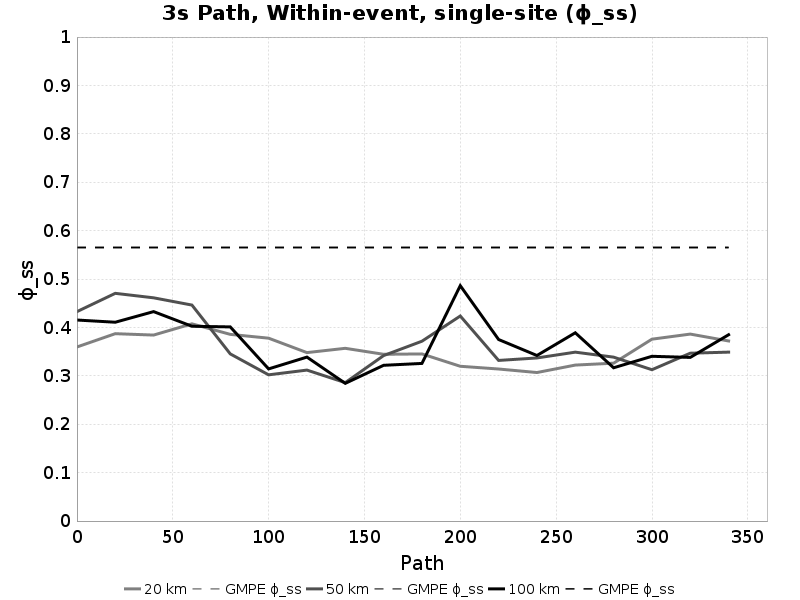 3s Path, Within-event, single-site (ϕ_ss)
1
0.9
0.8
0.7
0.6
0.5
0.4
0.3
0.2
0.1
0
ϕ_ss
0 50 100 150 200 250 300 350
Path
20 km GMPE ϕ_ss 50 km GMPE ϕ_ss 100 km GMPE ϕ_ss